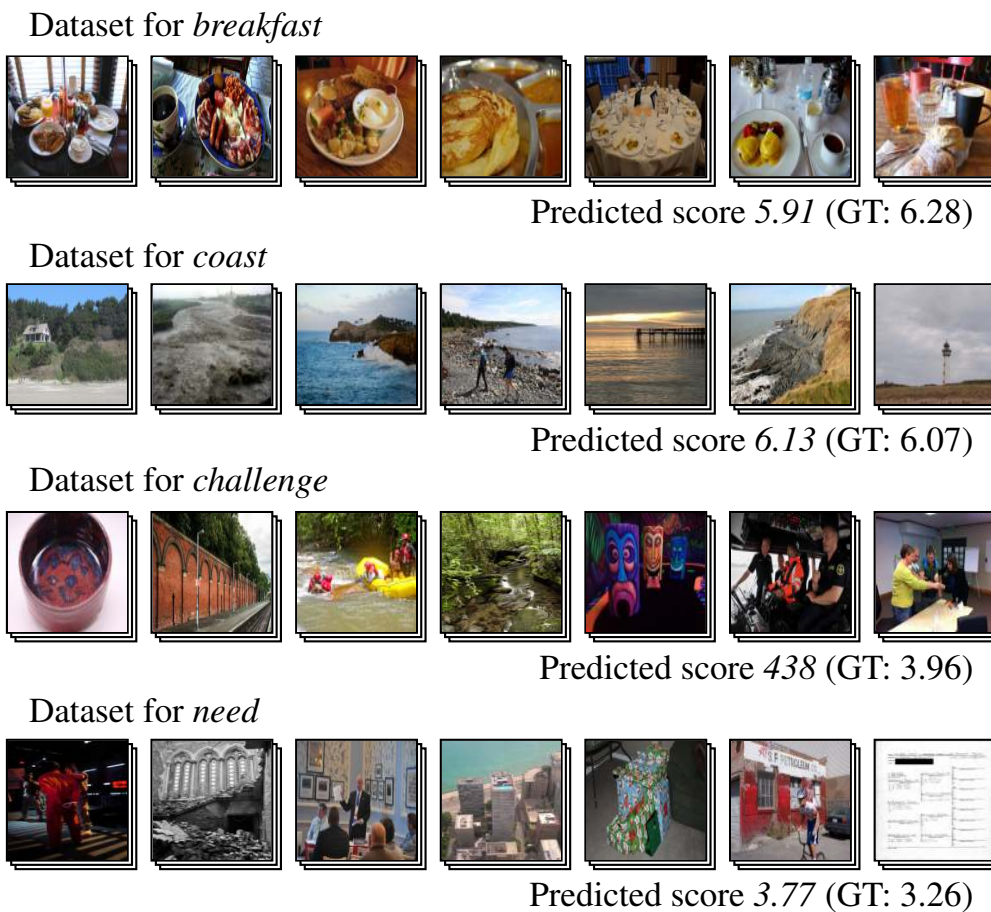 Dataset for breakfast
Predicted score 5.91 (GT: 6.28)
Dataset for coast
Predicted score 6.13 (GT: 6.07)
Dataset for challenge
Predicted score 438 (GT: 3.96)
Dataset for need
S.F. PETROLEUM CO.
Predicted score 3.77 (GT: 3.26)